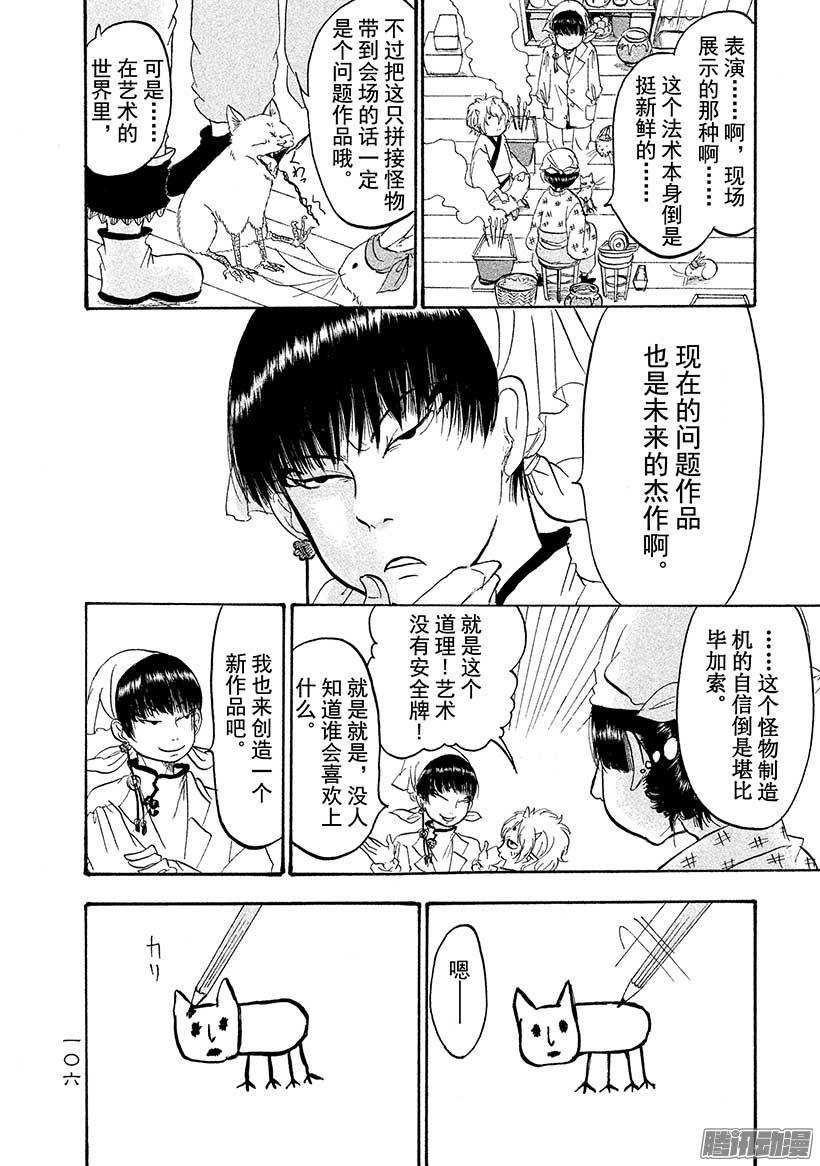 表演……啊，现场
展示的那种啊……
这个法术本身倒是
挺新鲜的……
不过把这只拼接怪物
带到会场的话一定
是个问题作品哦。
可是……
在艺术的
世界里，
现在的问题作品
也是未来的杰作啊。
……这个怪物制造
机的自信倒是堪比
毕加索。
就是这个
道理！艺术
没有安全牌！
就是就是，没人
知道谁会喜欢上
什么。
我也来创造一个
新作品吧。
嗯——
カリ
一〇六
腾讯动漫